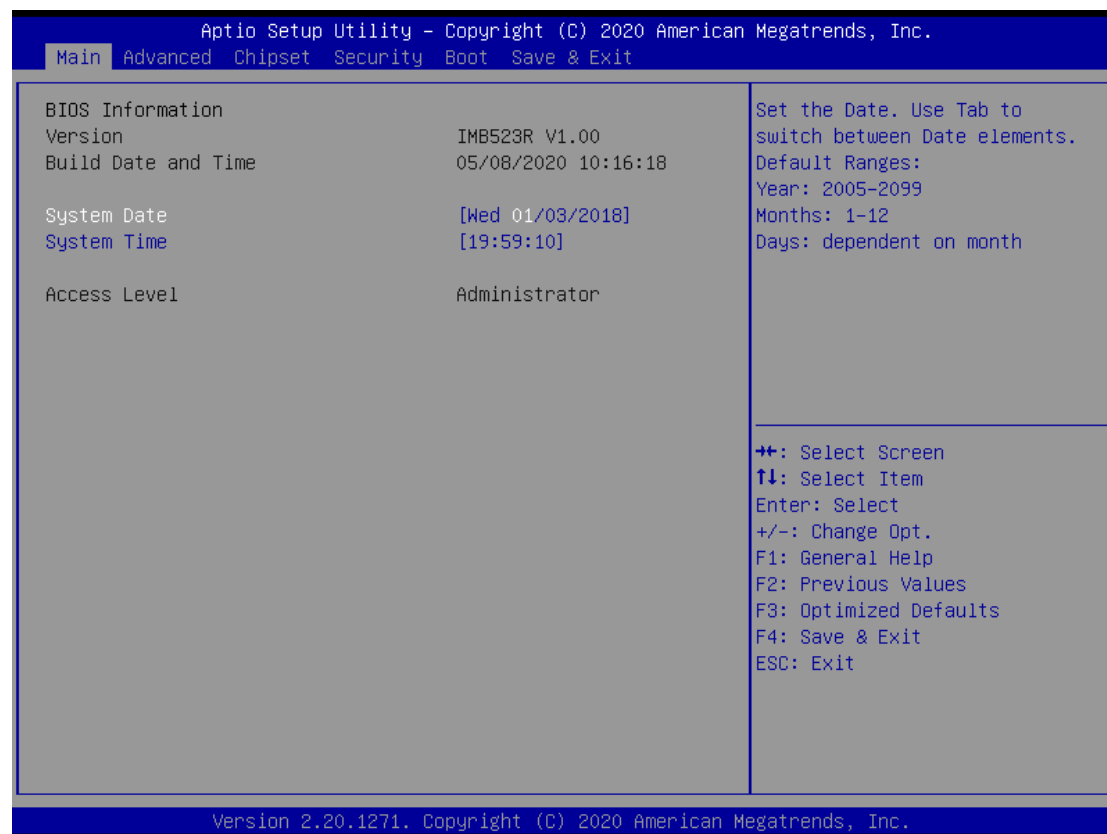 Aptio Setup Utility – Copyright (C) 2020 American Megatrends, Inc.
Main Advanced Chipset Security Boot Save & Exit
BIOS Information
Version IMB523R V1.00
Build Date and Time 05/08/2020 10:16:18
System Date [Wed 01/03/2018]
System Time [19:59:10]
Access Level Administrator
Set the Date. Use Tab to
switch between Date elements.
Default Ranges:
Year: 2005-2099
Months: 1-12
Days: dependent on month
→←: Select Screen
↑↓: Select Item
Enter: Select
+/-: Change Opt.
F1: General Help
F2: Previous Values
F3: Optimized Defaults
F4: Save & Exit
ESC: Exit
Version 2.20.1271. Copyright (C) 2020 American Megatrends, Inc.